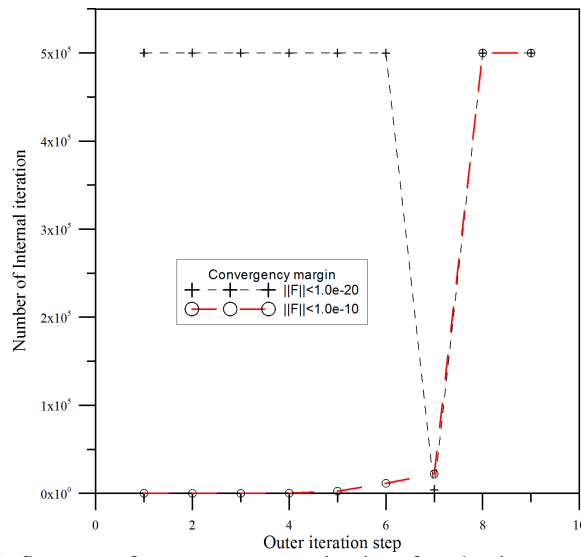 5x10⁵
4x10⁵
3x10⁵
2x10⁵
1x10⁵
0x10⁰
Number of Internal iteration
Convergency margin
||F||<1.0e-20
||F||<1.0e-10
0 2 4 6 8 10
Outer iteration step